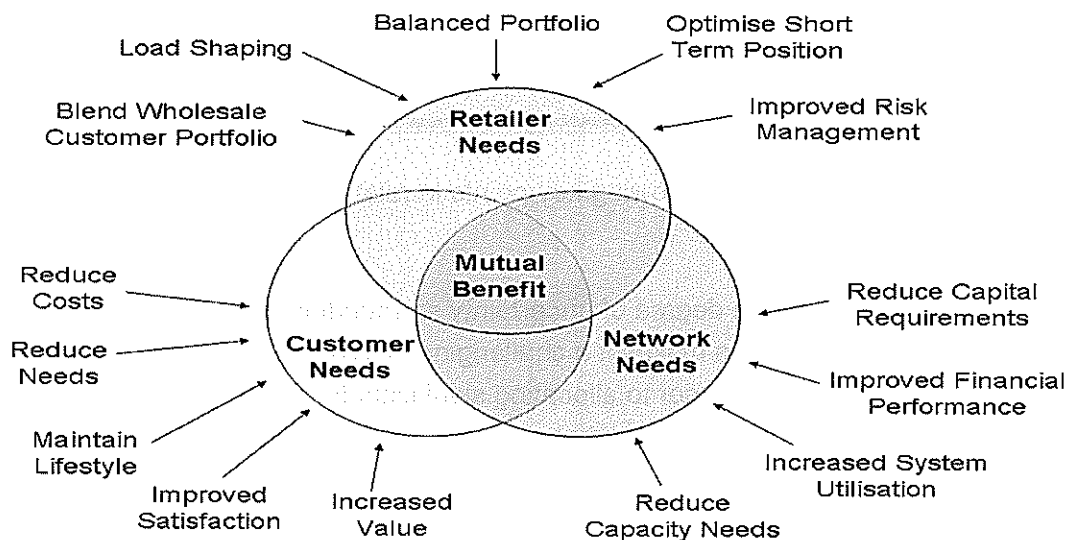 Balanced Portfolio
Optimise Short
Term Position
Load Shaping
Blend Wholesale
Customer Portfolio
Improved Risk
Management
Retailer
Needs
Mutual
Benefit
Reduce
Costs
Reduce
Needs
Customer
Needs
Network
Needs
Reduce Capital
Requirements
Improved Financial
Performance
Maintain
Lifestyle
Improved
Satisfaction
Increased
Value
Reduce
Capacity Needs
Increased System
Utilisation